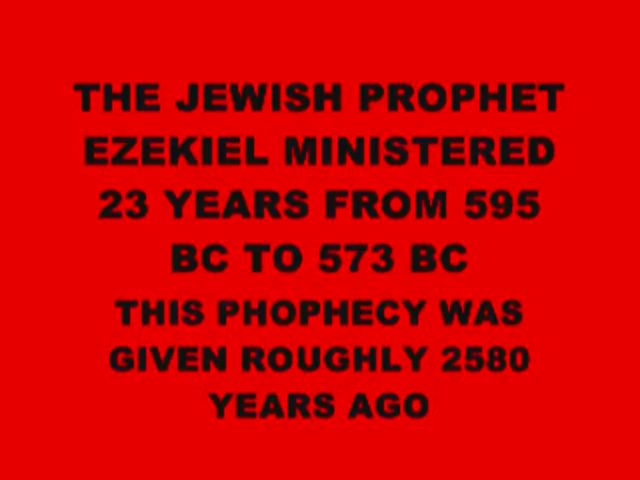 THE JEWISH PROPHET
EZEKIEL MINISTERED
23 YEARS FROM 595
BC TO 573 BC
THIS PHOPHECY WAS
GIVEN ROUGHLY 2580
YEARS AGO